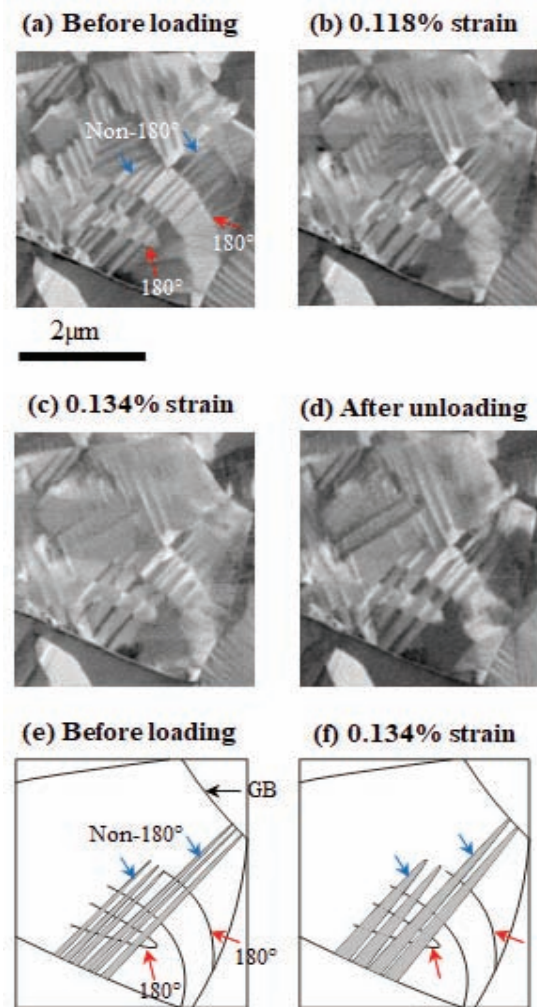 (a) Before loading
(b) 0.118% strain
Non-180°
180°
180°
2μm
(c) 0.134% strain
(d) After unloading
(e) Before loading
(f) 0.134% strain
GB
Non-180°
180°
180°